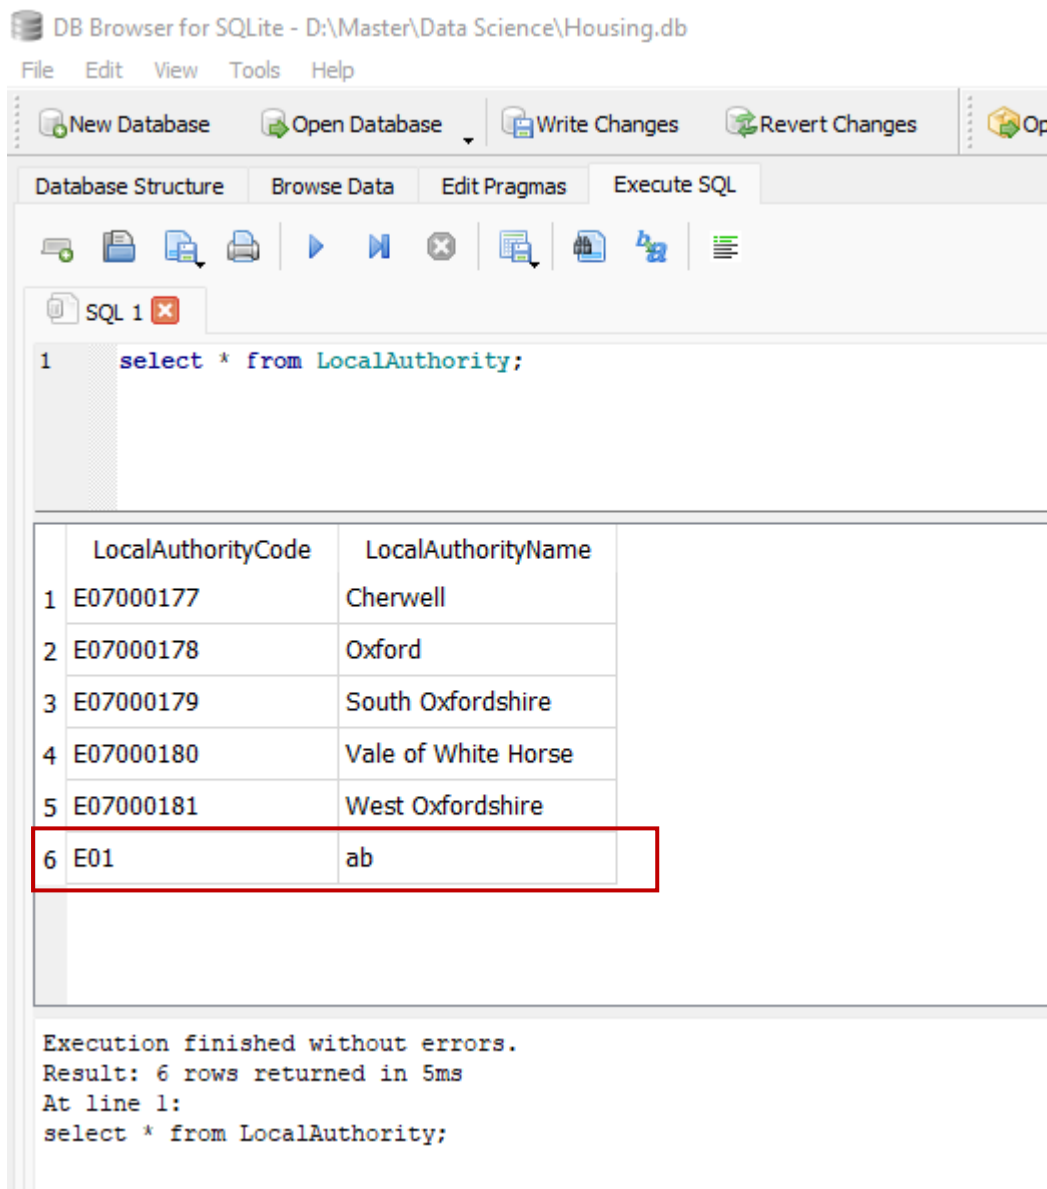 DB Browser for SQLite - D:\Master\Data Science\Housing.db
File Edit View Tools Help
New Database Open Database Write Changes Revert Changes Op
Database Structure Browse Data Edit Pragmas Execute SQL
SQL 1
1 select * from LocalAuthority;
LocalAuthorityCode LocalAuthorityName
1 E07000177 Cherwell
2 E07000178 Oxford
3 E07000179 South Oxfordshire
4 E07000180 Vale of White Horse
5 E07000181 West Oxfordshire
6 E01 ab
Execution finished without errors.
Result: 6 rows returned in 5ms
At line 1:
select * from LocalAuthority;